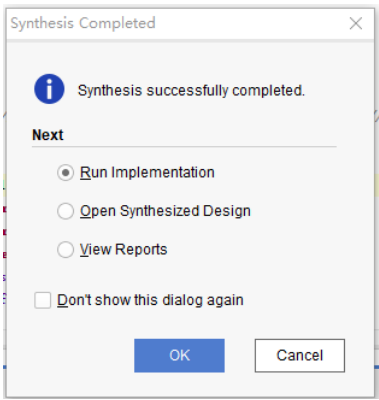 Synthesis Completed
Synthesis successfully completed.
Next
Run Implementation
Open Synthesized Design
View Reports
Don't show this dialog again
OK Cancel